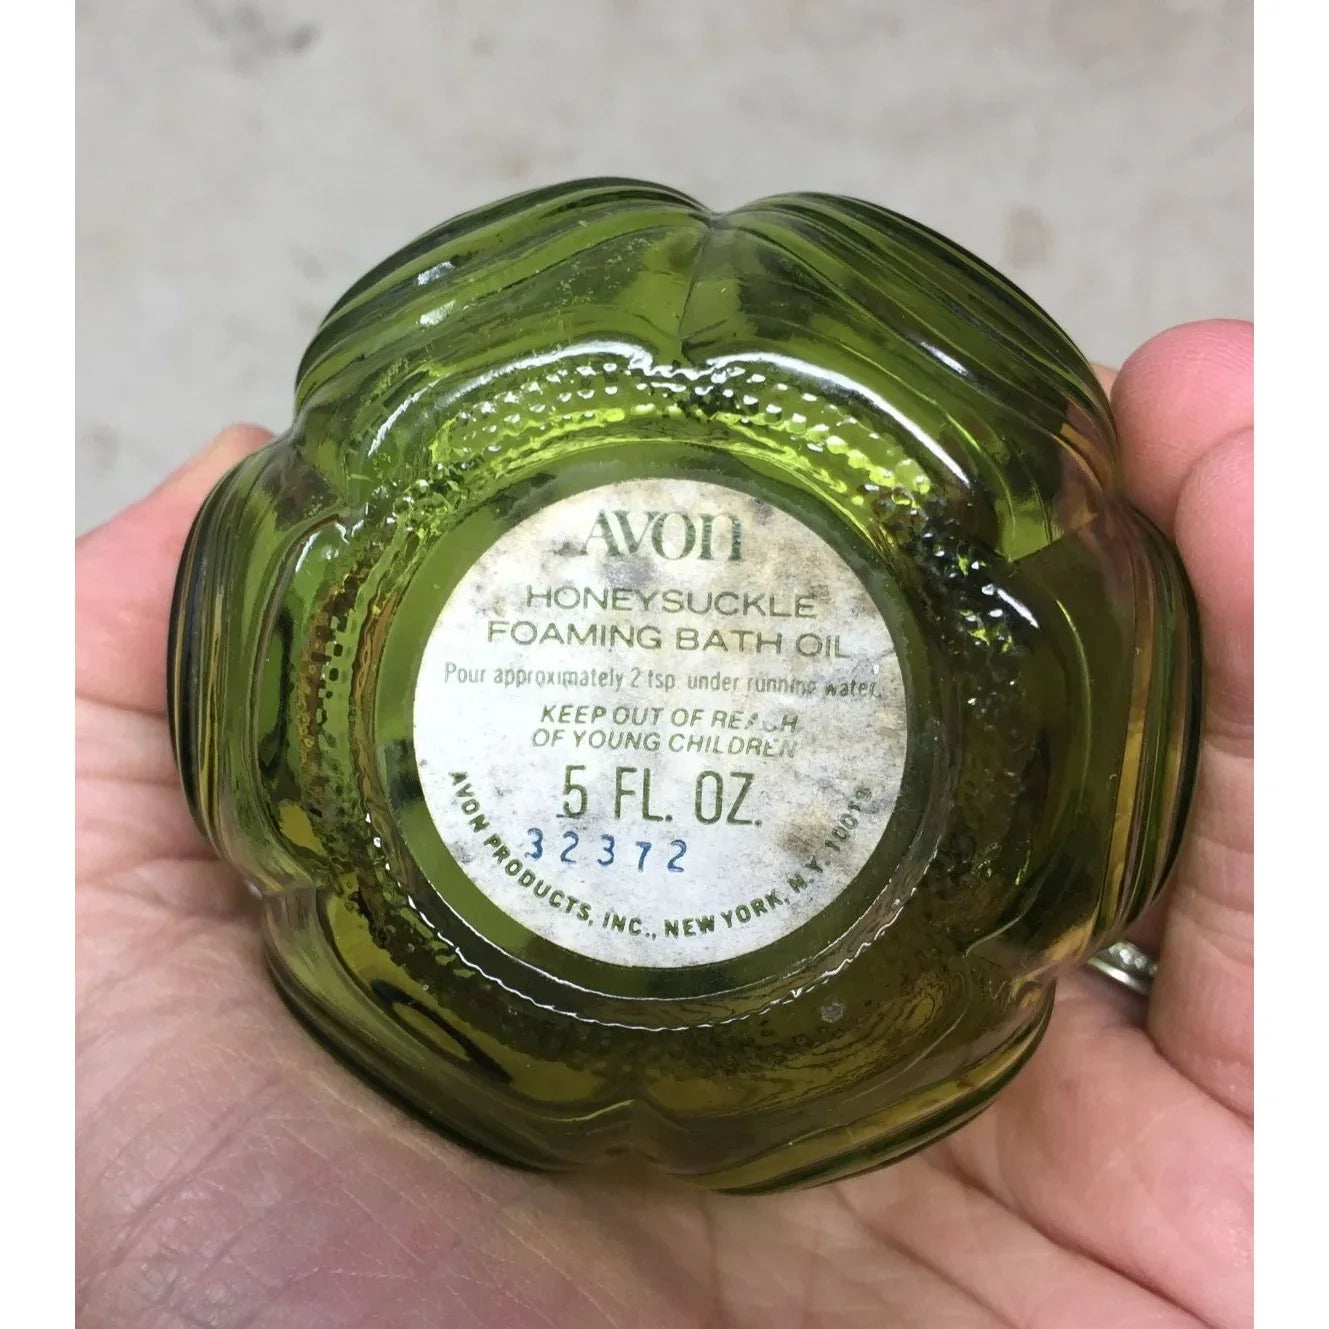 AVON
HONEYSUCKLE
FOAMING BATH OIL
Pour approximately 2 tsp. under running water.
KEEP OUT OF REACH
OF YOUNG CHILDREN
5 FL. OZ.
32372
AVON PRODUCTS, INC., NEW YORK, N.Y. 10019